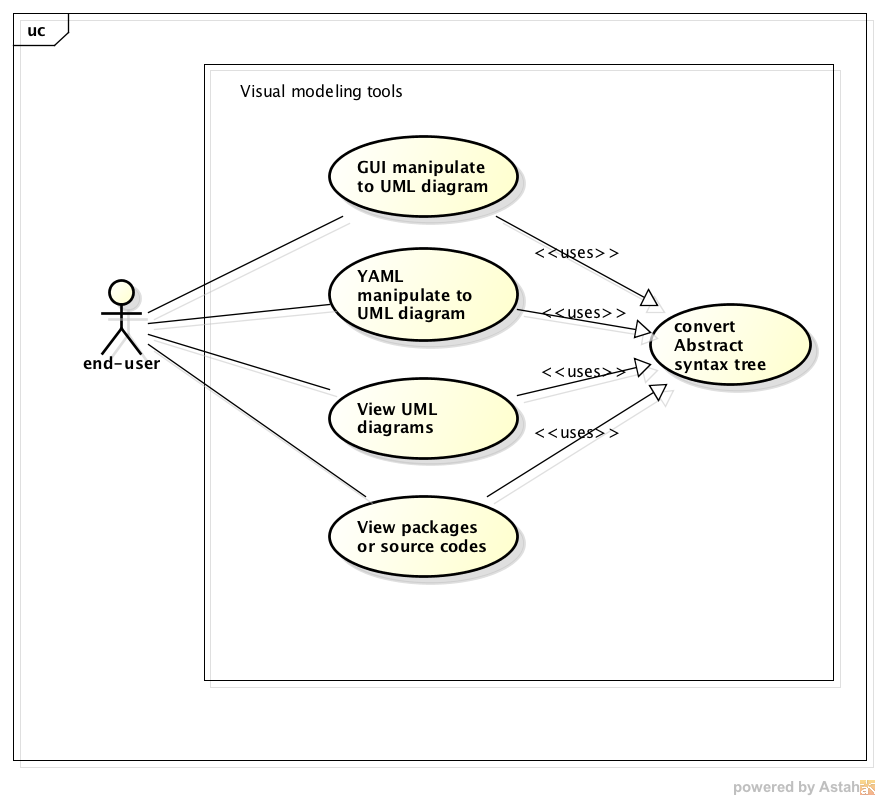 uc
Visual modeling tools
GUI manipulate
to UML diagram
<<uses>>
YAML
manipulate to
UML diagram
<<uses>>
convert
Abstract
syntax tree
end-user
<<uses>>
View UML
diagrams
<<uses>>
View packages
or source codes
powered by Astah